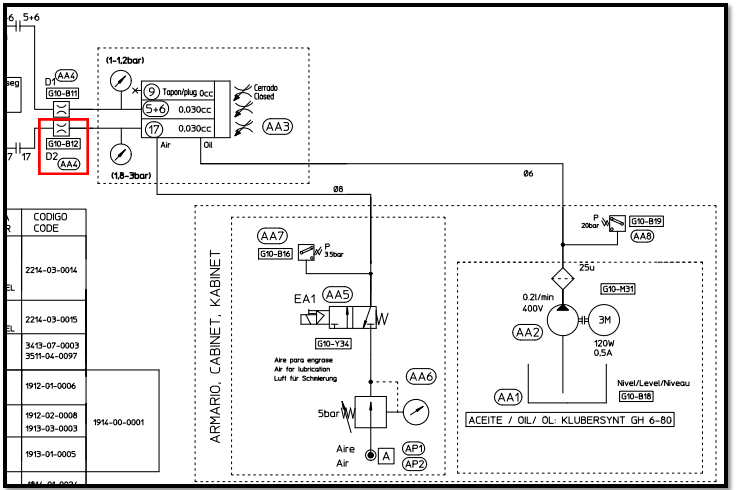 5+6
D1
AA4
G10-B11
(1-1,2bar)
9 Tapon/plug 0cc
Cerrado
Closed
5+6 0,030cc
17 0,030cc
AA3
G10-B12
D2
AA4
17
Air
Oil
(1,8-3bar)
Ø8
Ø6
CODIGO
CODE
2214-03-0014
2214-03-0015
3413-07-0003
3511-04-0097
1912-01-0006
1912-02-0008
1913-03-0003
1914-00-0001
1913-01-0005
ARMARIO, CABINET, KABINET
AA7
G10-B16
P
3.5bar
EA1
AA5
G10-Y34
Aire para engrase
Air for lubrication
Luft für Schmierung
AA6
5bar
Aire
Air
A
AP1
AP2
P
20bar
G10-B19
AA8
25u
G10-M31
0.2l/min
400V
AA2
3M
120W
0,5A
AA1
Nivel/Level/Niveau
G10-B18
ACEITE / OIL/ ÖL: KLUBERSYNT GH 6-80